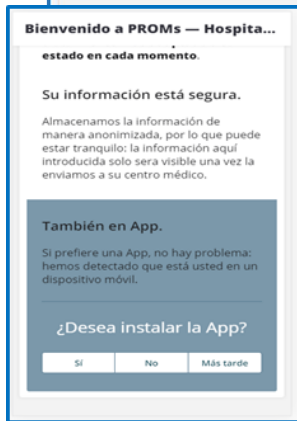 Bienvenido a PROMs — Hospita...
estado en cada momento.
Su información está segura.
Almacenamos la información de
manera anonimizada, por lo que puede
estar tranquilo: la información aquí
introducida solo sera visible una vez la
enviamos a su centro médico.
También en App.
Si prefiere una App, no hay problema:
hemos detectado que está usted en un
dispositivo móvil.
¿Desea instalar la App?
Sí No Más tarde